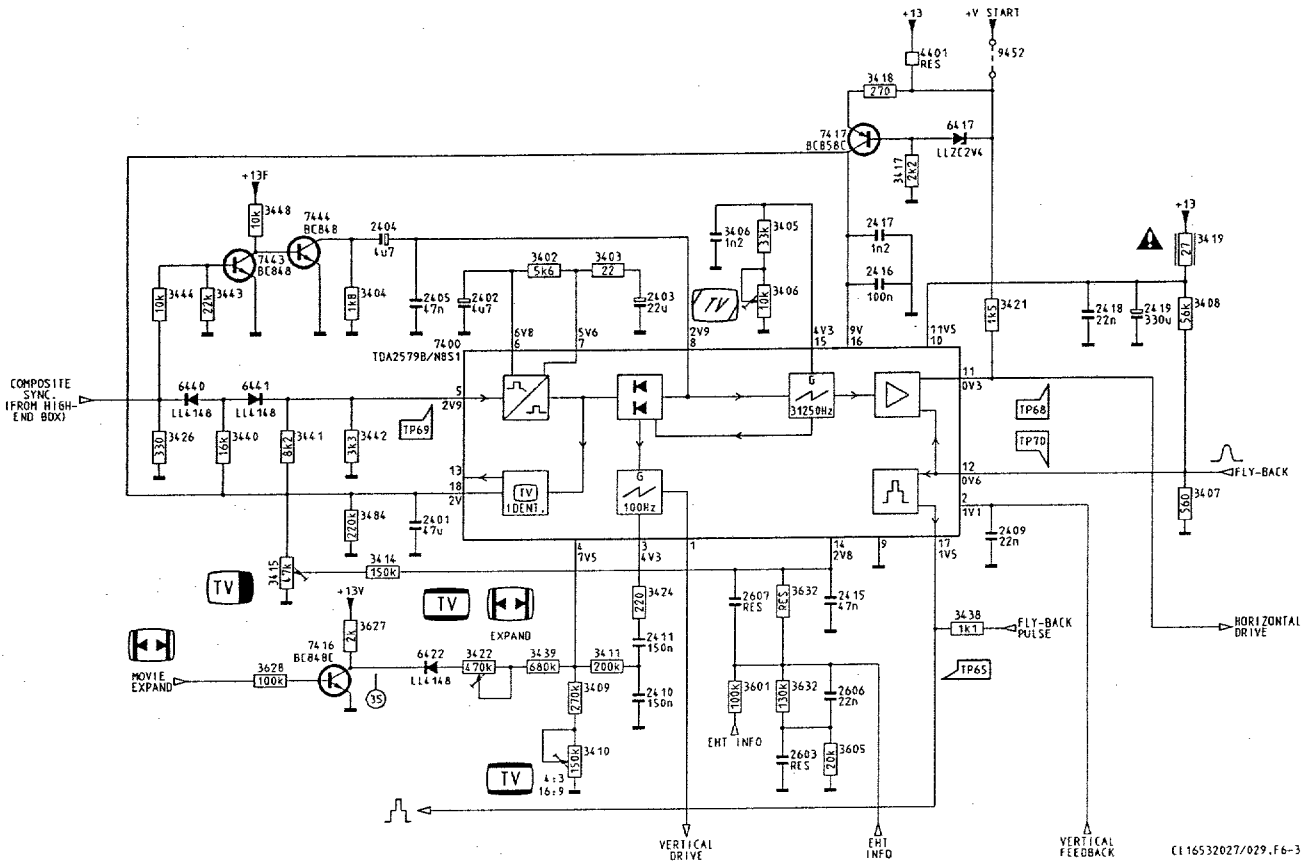 +13
+V START
4401
RES
9452
3418
270
7417
BC858C
6417
LLZC2V4
3417
2k2
+13F
3448
10k
7444
BC848
7443
BC848
2404
4u7
3444
10k
3443
22k
3404
1k8
2405
47n
2402
4u7
3402
5k6
3403
22
2403
22u
3406
1n2
3405
33k
3406
10k
TV
2417
1n2
2416
100n
+13
3419
27
3421
1k5
2418
22n
2419
330u
3408
56k
7400
TDA2579B/N8S1
6V8
6
5V6
7
2V9
8
4V3
15
9V
16
11V5
10
COMPOSITE
SYNC.
(FROM HIGH-
END BOX)
6440
LL4148
6441
LL4148
5
2V9
TP69
G
31250Hz
11
0V3
TP68
TP70
3426
330
3440
16k
3441
8k2
3442
3k3
13
18
2V
TV
IDENT.
G
100Hz
12
0V6
FLY-BACK
2
1V1
3407
560
3484
220k
2401
47u
4
7V5
3
4V3
1
14
2V8
9
17
1V5
2409
22n
3415
47k
3414
150k
TV
+13V
TV
EXPAND
3424
220
2607
RES
3632
RES
2415
47n
3438
1k1
FLY-BACK
PULSE
HORIZONTAL
DRIVE
3627
2k
7416
BC848C
MOVIE
EXPAND
3628
100k
35
6422
LL4148
3422
470k
3439
680k
3411
200k
2411
150n
2410
150n
3409
270k
3410
150k
TV
4:3
16:9
3601
100k
EHT INFO
3632
130k
2606
22n
2603
RES
3605
20k
TP65
VERTICAL
DRIVE
EHT
INFO
VERTICAL
FEEDBACK
CL16532027/029.F6-3